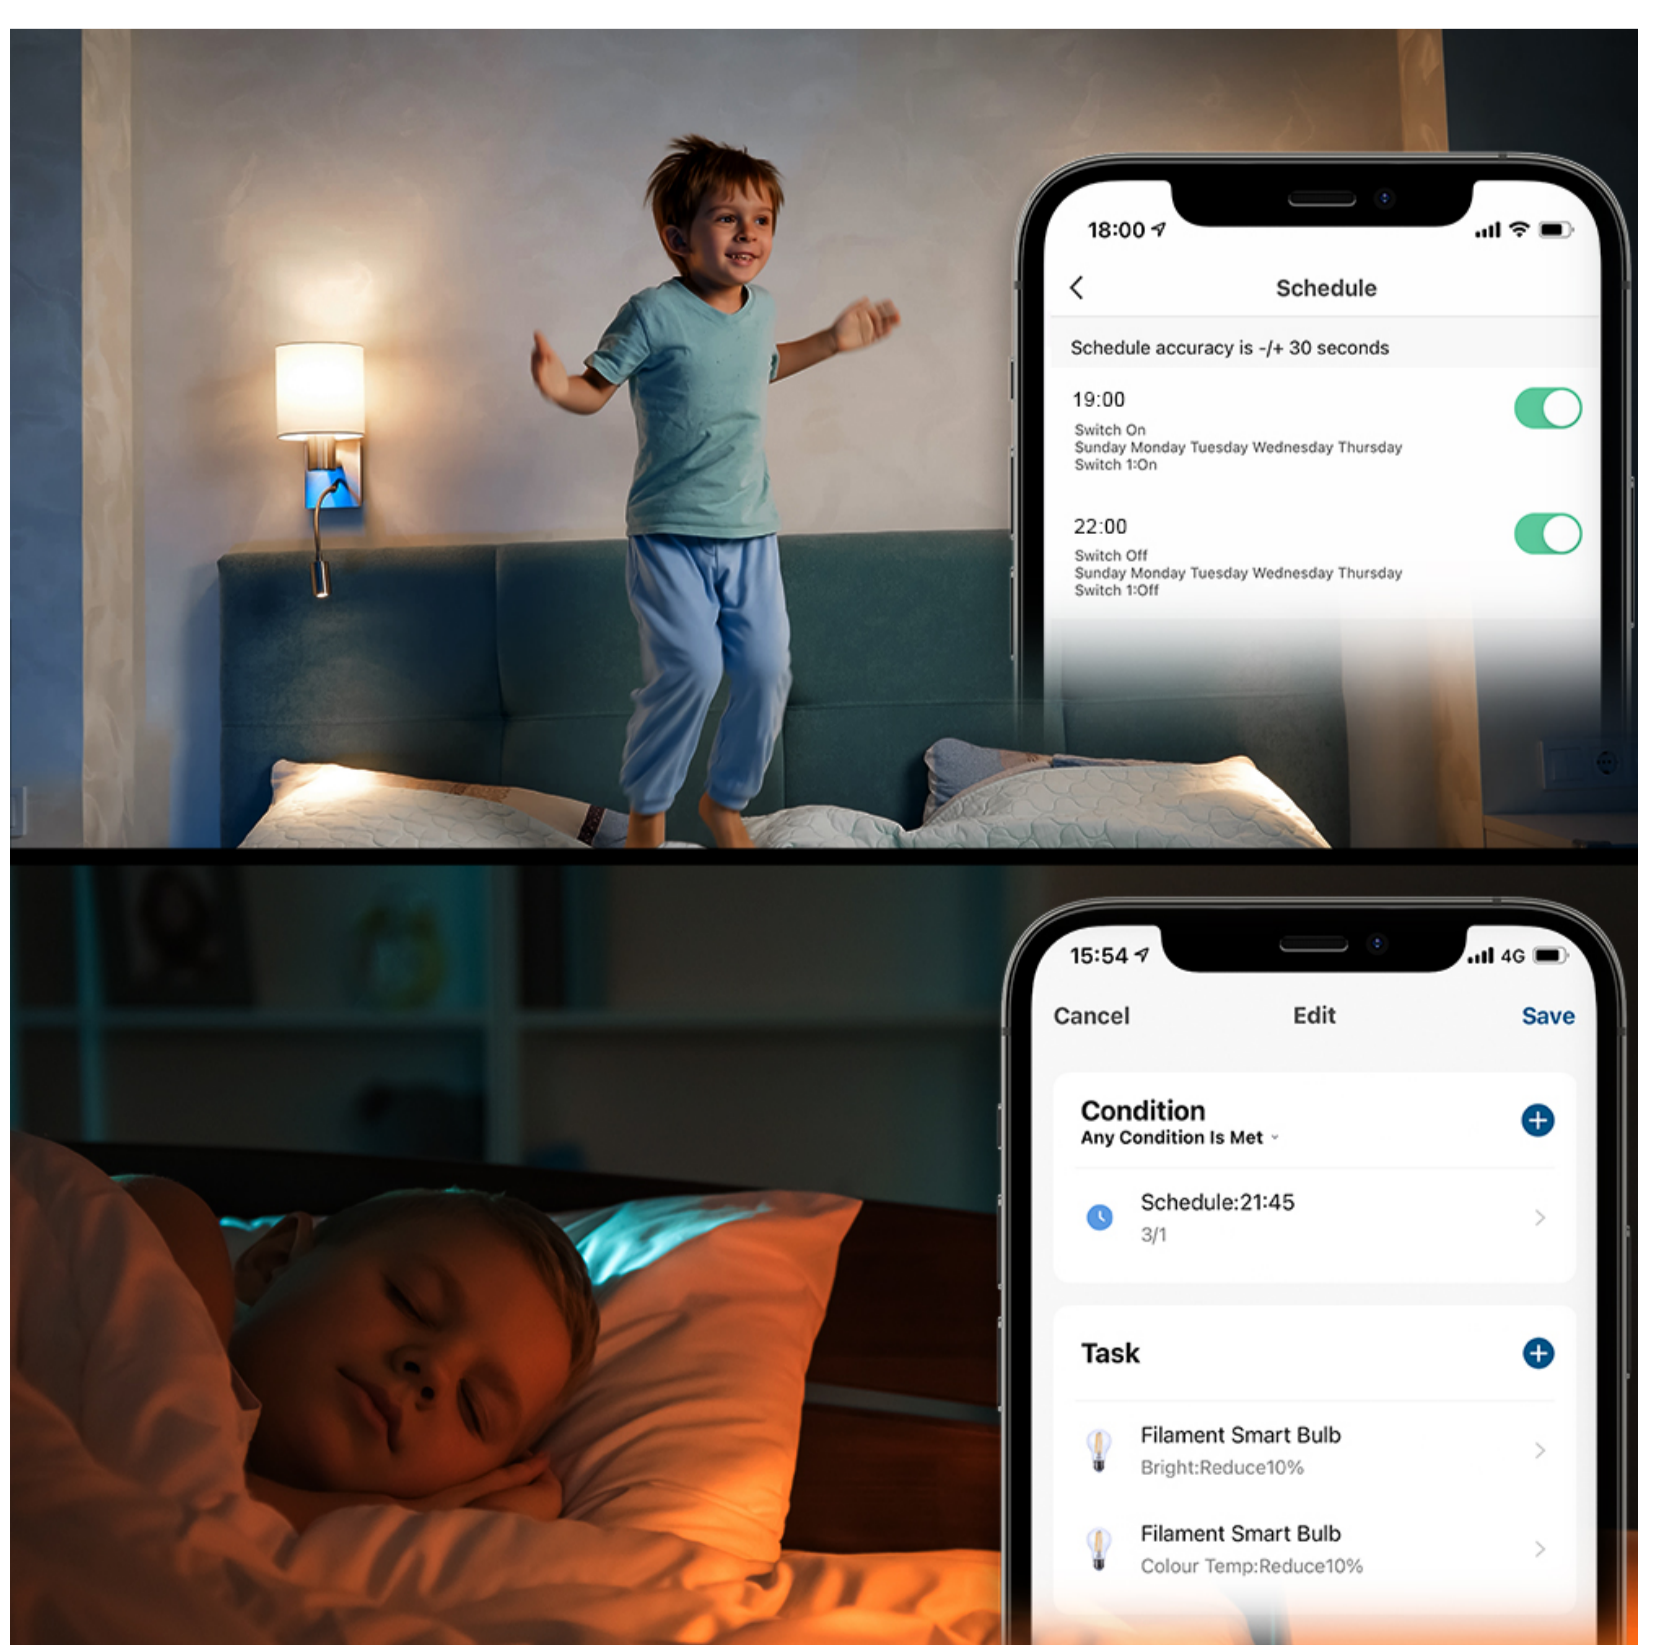 18:00
Schedule
Schedule accuracy is -/+ 30 seconds
19:00
Switch On
Sunday Monday Tuesday Wednesday Thursday
Switch 1:On
22:00
Switch Off
Sunday Monday Tuesday Wednesday Thursday
Switch 1:Off
15:54
4G
Cancel
Edit
Save
Condition
Any Condition Is Met
Schedule:21:45
3/1
Task
Filament Smart Bulb
Bright:Reduce10%
Filament Smart Bulb
Colour Temp:Reduce10%